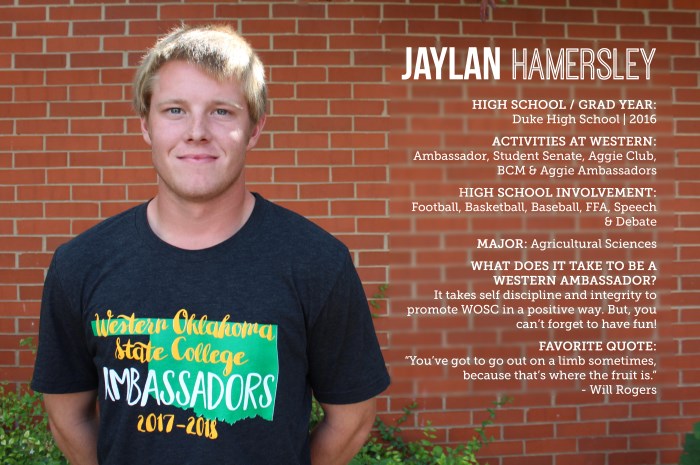 JAYLAN HAMERSLEY
HIGH SCHOOL / GRAD YEAR:
Duke High School | 2016
ACTIVITIES AT WESTERN:
Ambassador, Student Senate, Aggie Club,
BCM & Aggie Ambassadors
HIGH SCHOOL INVOLVEMENT:
Football, Basketball, Baseball, FFA, Speech
& Debate
MAJOR: Agricultural Sciences
WHAT DOES IT TAKE TO BE A
WESTERN AMBASSADOR?
It takes self discipline and integrity to
promote WOSC in a positive way. But, you
can't forget to have fun!
FAVORITE QUOTE:
"You've got to go out on a limb sometimes,
because that's where the fruit is."
- Will Rogers
Western Oklahoma
State College
AMBASSADORS
2017-2018